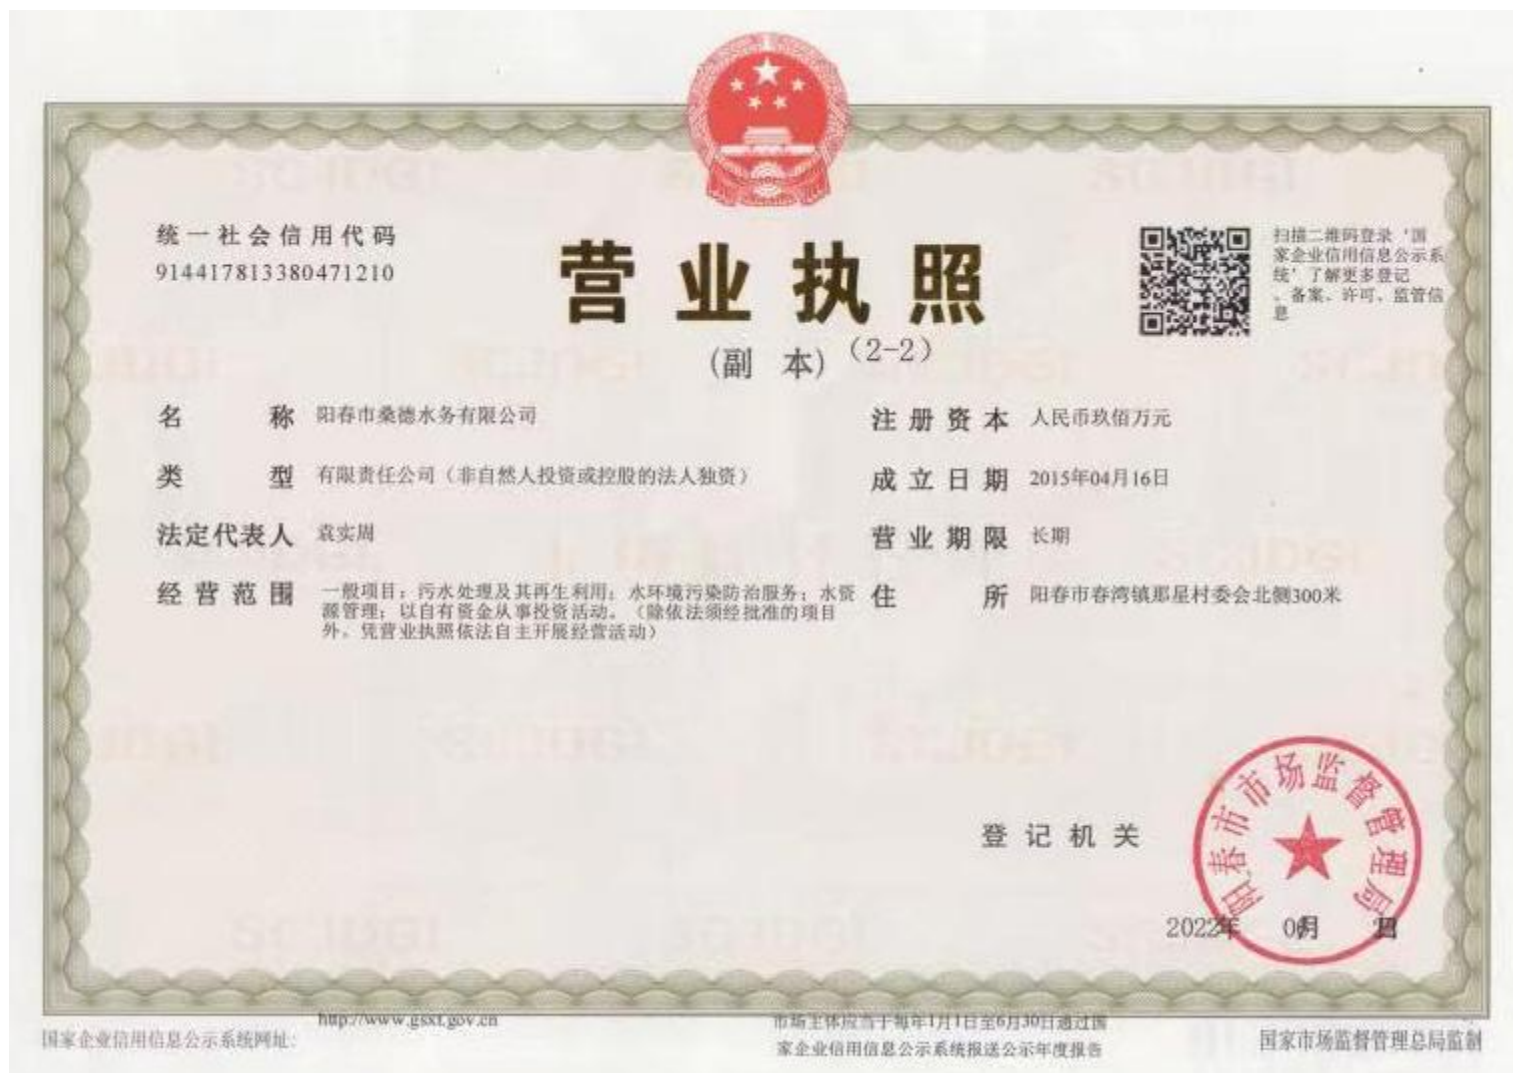 统一社会信用代码
914417813380471210
营业执照
(副 本)(2-2)
扫描二维码登录‘国
家企业信用信息公示系
统’了解更多登记
、备案、许可、监管信
息
名 称 阳春市桑德水务有限公司
类 型 有限责任公司（非自然人投资或控股的法人独资）
法定代表人 袁实周
经营范围 一般项目：污水处理及其再生利用；水环境污染防治服务；水资
源管理；以自有资金从事投资活动。（除依法须经批准的项目
外，凭营业执照依法自主开展经营活动）
注册资本 人民币玖佰万元
成立日期 2015年04月16日
营业期限 长期
住 所 阳春市春湾镇那星村委会北侧300米
登记机关
阳春市市场监督管理局
2022年 月 日
国家企业信用信息公示系统网址:
http://www.gsxt.gov.cn
市场主体应当于每年1月1日至6月30日通过国
家企业信用信息公示系统报送公示年度报告
国家市场监督管理总局监制